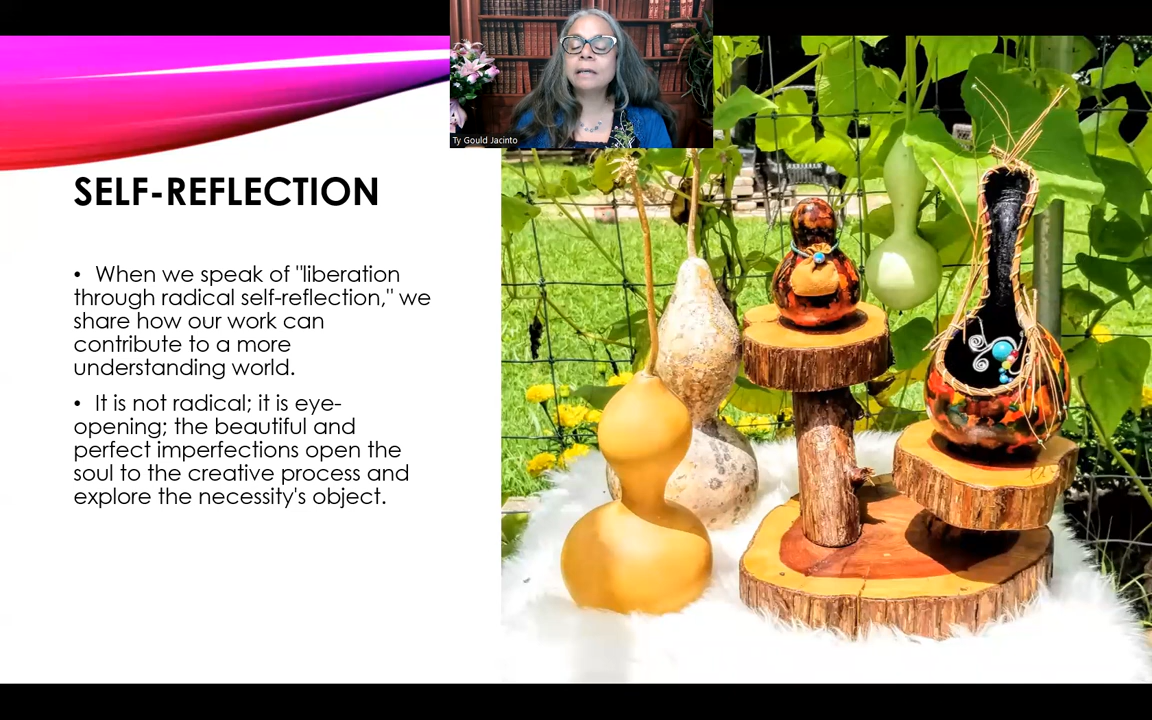 Ty Gould Jacinto
SELF-REFLECTION
• When we speak of "liberation
through radical self-reflection," we
share how our work can
contribute to a more
understanding world.
• It is not radical; it is eye-
opening; the beautiful and
perfect imperfections open the
soul to the creative process and
explore the necessity's object.